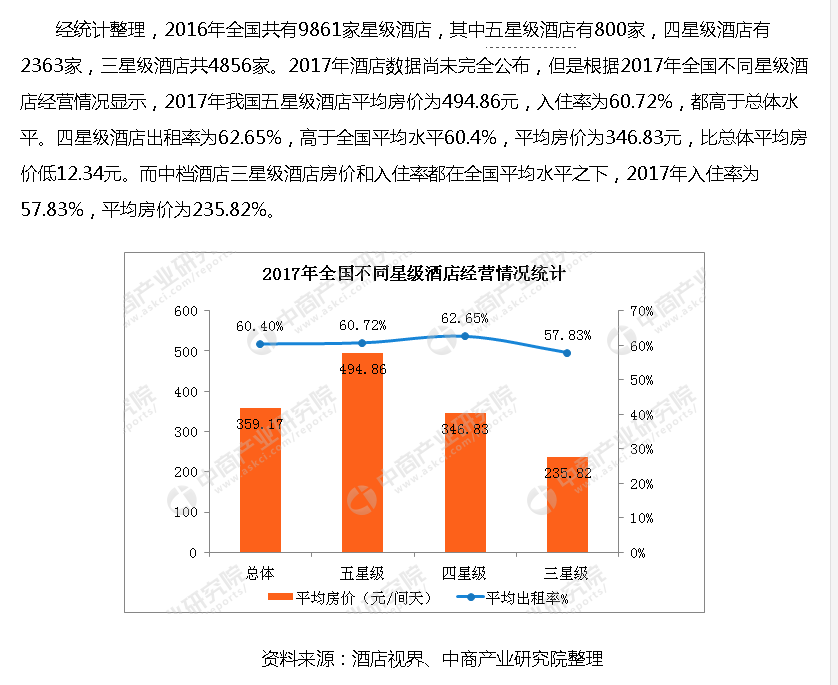 经统计整理，2016年全国共有9861家星级酒店，其中五星级酒店有800家，四星级酒店有
2363家，三星级酒店共4856家。2017年酒店数据尚未完全公布，但是根据2017年全国不同星级酒
店经营情况显示，2017年我国五星级酒店平均房价为494.86元，入住率为60.72%，都高于总体水
平。四星级酒店出租率为62.65%，高于全国平均水平60.4%，平均房价为346.83元，比总体平均房
价低12.34元。而中档酒店三星级酒店房价和入住率都在全国平均水平之下，2017年入住率为
57.83%，平均房价为235.82%。
2017年全国不同星级酒店经营情况统计
600
500
400
300
200
100
0
70%
60%
50%
40%
30%
20%
10%
0%
60.40%
60.72%
62.65%
57.83%
359.17
494.86
346.83
235.82
总体
五星级
四星级
三星级
平均房价（元/间天）
平均出租率%
中商产业研究院
www.askci.com/reports/
资料来源：酒店视界、中商产业研究院整理